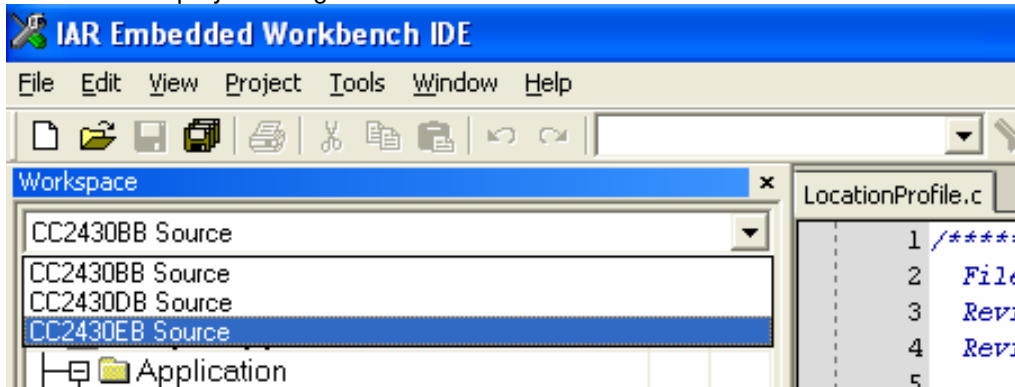 IAR Embedded Workbench IDE
File Edit View Project Tools Window Help
Workspace
LocationProfile.c
CC2430BB Source
CC2430BB Source
CC2430DB Source
CC2430EB Source
Application
1 /*****
2
3
4
5